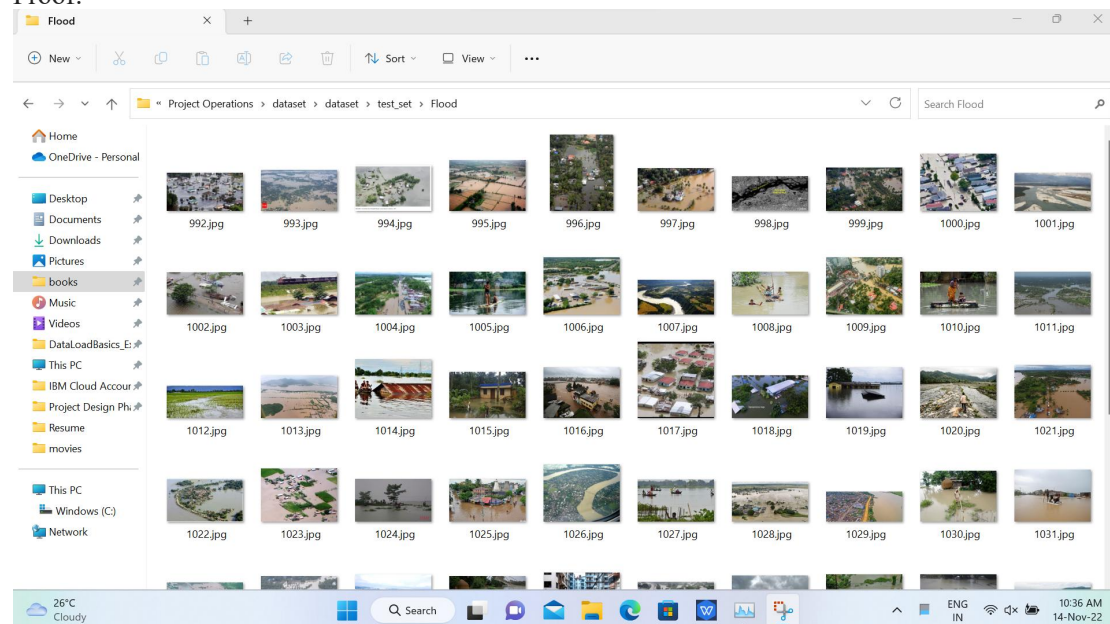 Proof:
Flood
New
Sort
View
« Project Operations > dataset > dataset > test_set > Flood
Search Flood
Home
OneDrive - Personal
Desktop
Documents
Downloads
Pictures
books
Music
Videos
DataLoadBasics_E
This PC
IBM Cloud Accour
Project Design Ph
Resume
movies
This PC
Windows (C:)
Network
992.jpg 993.jpg 994.jpg 995.jpg 996.jpg 997.jpg 998.jpg 999.jpg 1000.jpg 1001.jpg
1002.jpg 1003.jpg 1004.jpg 1005.jpg 1006.jpg 1007.jpg 1008.jpg 1009.jpg 1010.jpg 1011.jpg
1012.jpg 1013.jpg 1014.jpg 1015.jpg 1016.jpg 1017.jpg 1018.jpg 1019.jpg 1020.jpg 1021.jpg
1022.jpg 1023.jpg 1024.jpg 1025.jpg 1026.jpg 1027.jpg 1028.jpg 1029.jpg 1030.jpg 1031.jpg
26°C
Cloudy
Search
ENG
IN
10:36 AM
14-Nov-22